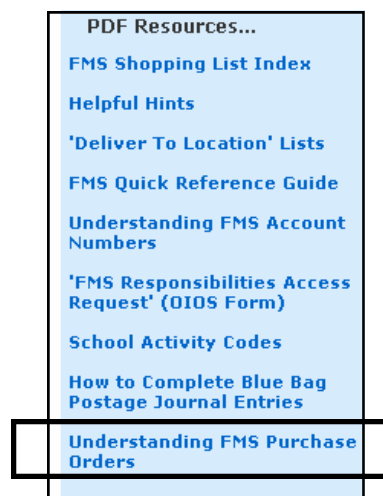 PDF Resources...
FMS Shopping List Index
Helpful Hints
'Deliver To Location' Lists
FMS Quick Reference Guide
Understanding FMS Account
Numbers
'FMS Responsibilities Access
Request' (OIOS Form)
School Activity Codes
How to Complete Blue Bag
Postage Journal Entries
Understanding FMS Purchase
Orders